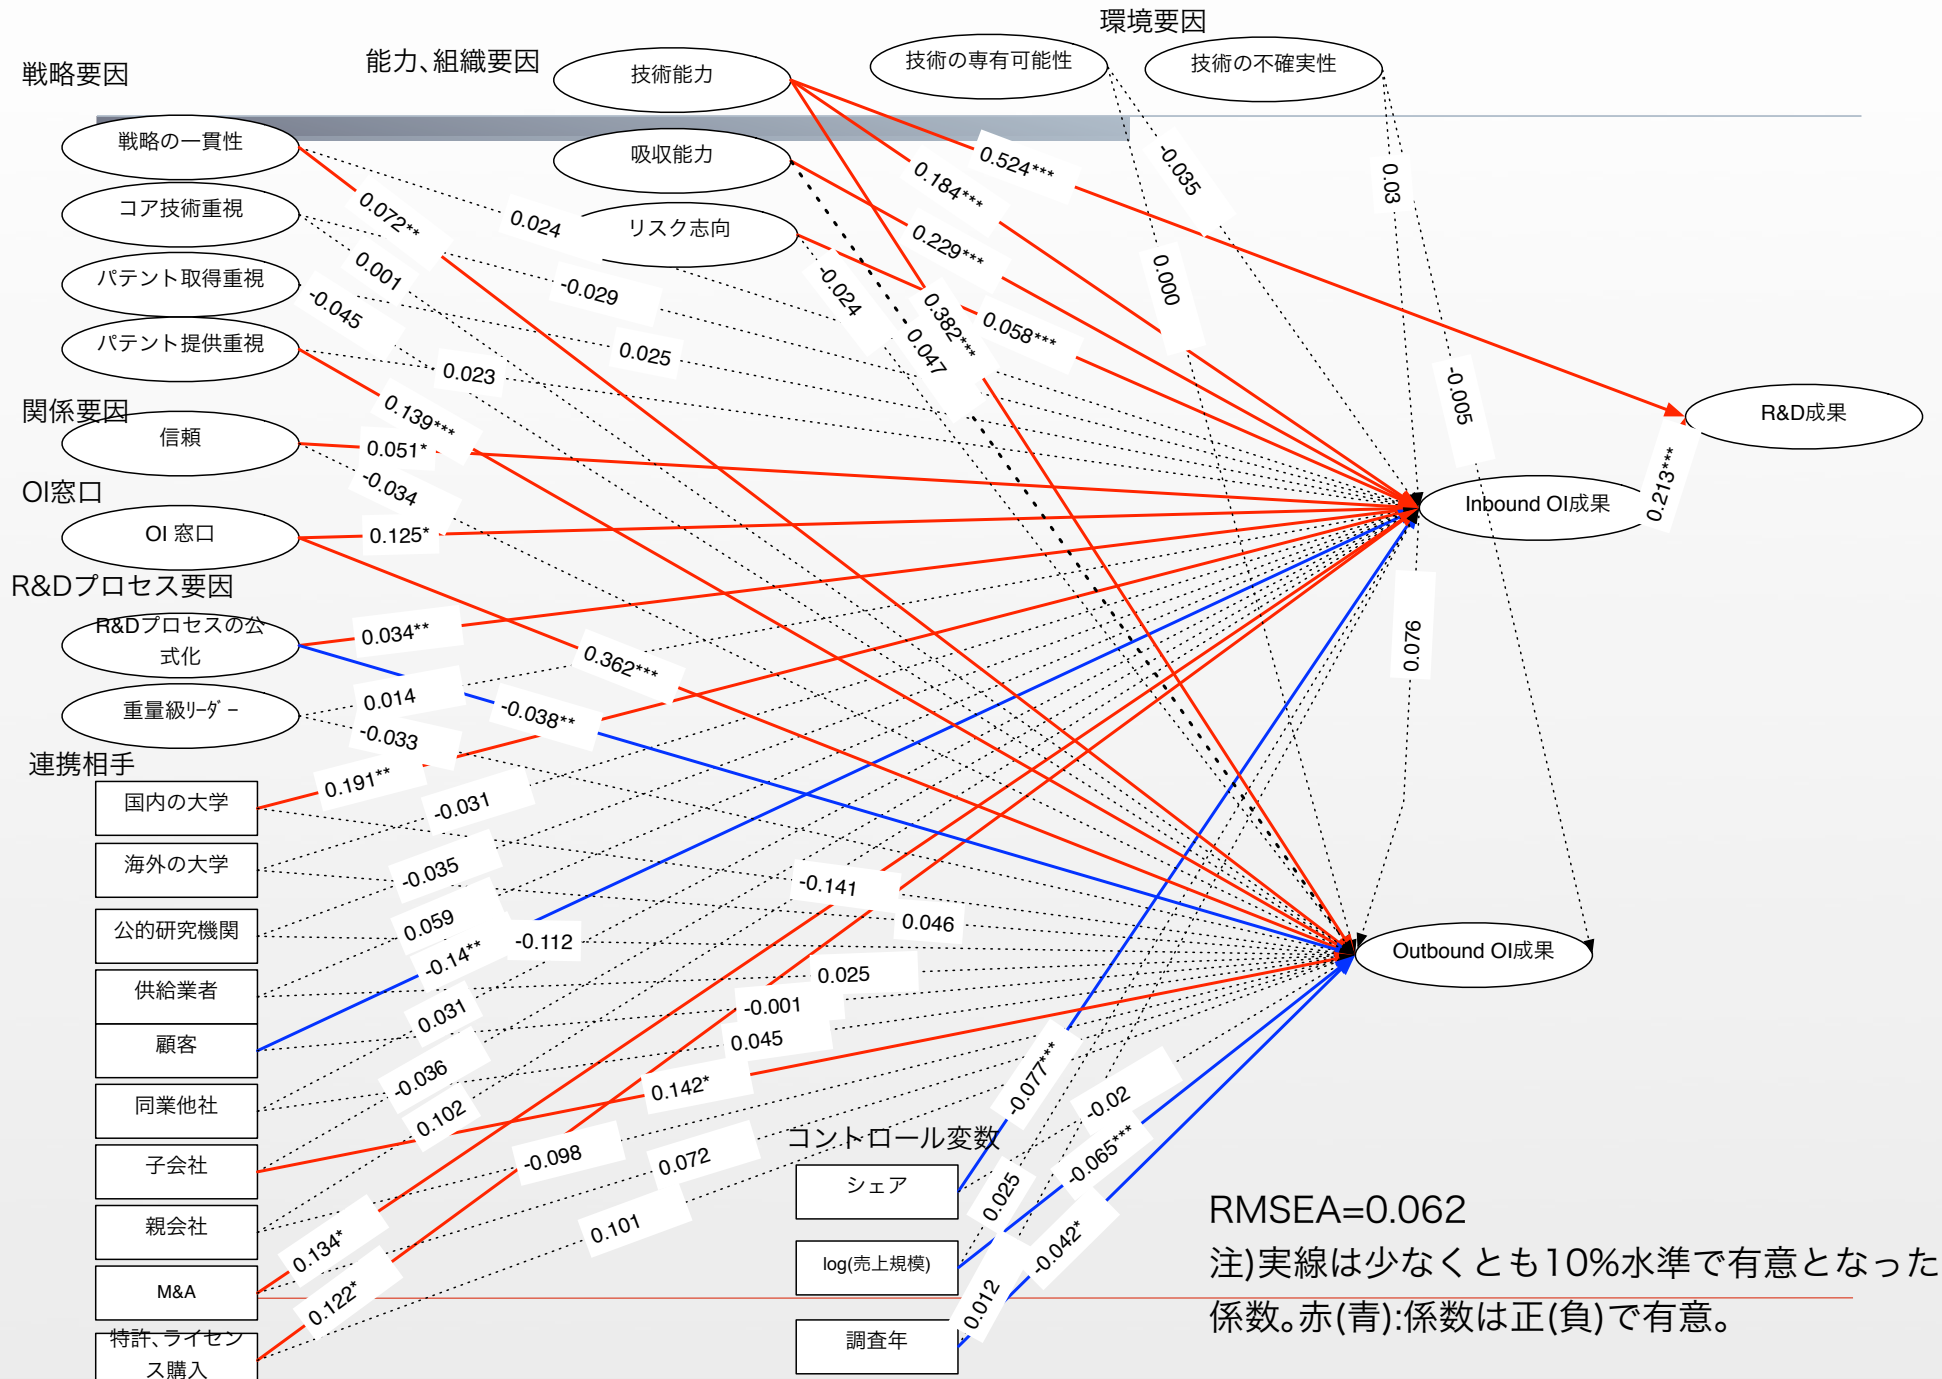 環境要因
戦略要因
能力、組織要因
技術能力
技術の専有可能性
技術の不確実性
戦略の一貫性
吸収能力
コア技術重視
リスク志向
パテント取得重視
パテント提供重視
関係要因
信頼
OI窓口
OI 窓口
R&Dプロセス要因
R&Dプロセスの公
式化
重量級ﾘｰﾀﾞｰ
連携相手
国内の大学
海外の大学
公的研究機関
供給業者
顧客
同業他社
子会社
親会社
M&A
特許、ライセン
ス購入
コントロール変数
シェア
log(売上規模)
調査年
R&D成果
Inbound OI成果
Outbound OI成果
0.524***
0.184***
0.229***
0.382***
0.047
0.058***
-0.024
-0.035
0.000
0.03
-0.005
0.213***
0.076
0.072**
0.024
0.001
-0.029
-0.045
0.025
0.023
0.139***
0.051*
-0.034
0.125*
0.362***
0.034**
-0.038**
0.014
-0.033
0.191**
-0.141
-0.031
0.046
-0.035
-0.112
0.059
0.025
-0.14**
-0.001
0.031
0.045
-0.036
0.142*
0.102
-0.098
0.134*
0.072
0.122*
0.101
-0.077***
-0.02
0.025
-0.065***
0.012
-0.042*
RMSEA=0.062
注)実線は少なくとも10%水準で有意となった
係数。赤(青):係数は正(負)で有意。